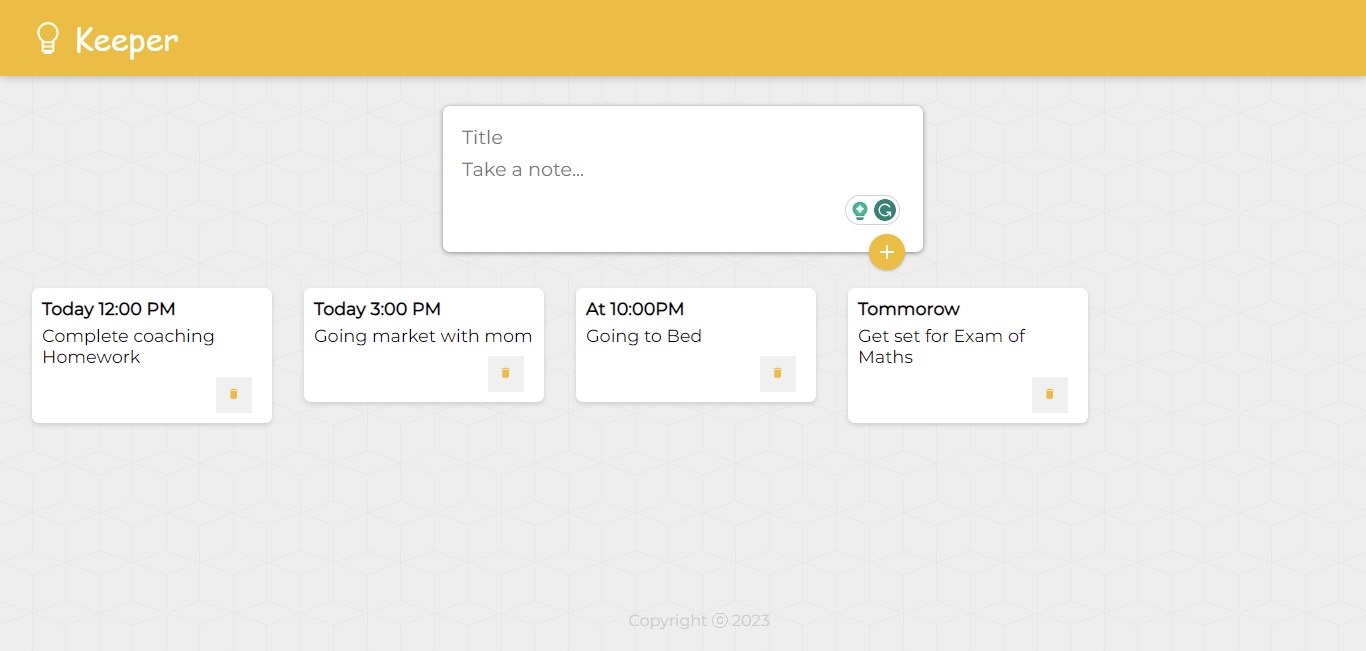 Keeper
Title
Take a note...
Today 12:00 PM
Complete coaching
Homework
Today 3:00 PM
Going market with mom
At 10:00PM
Going to Bed
Tommorow
Get set for Exam of
Maths
Copyright ⓒ 2023